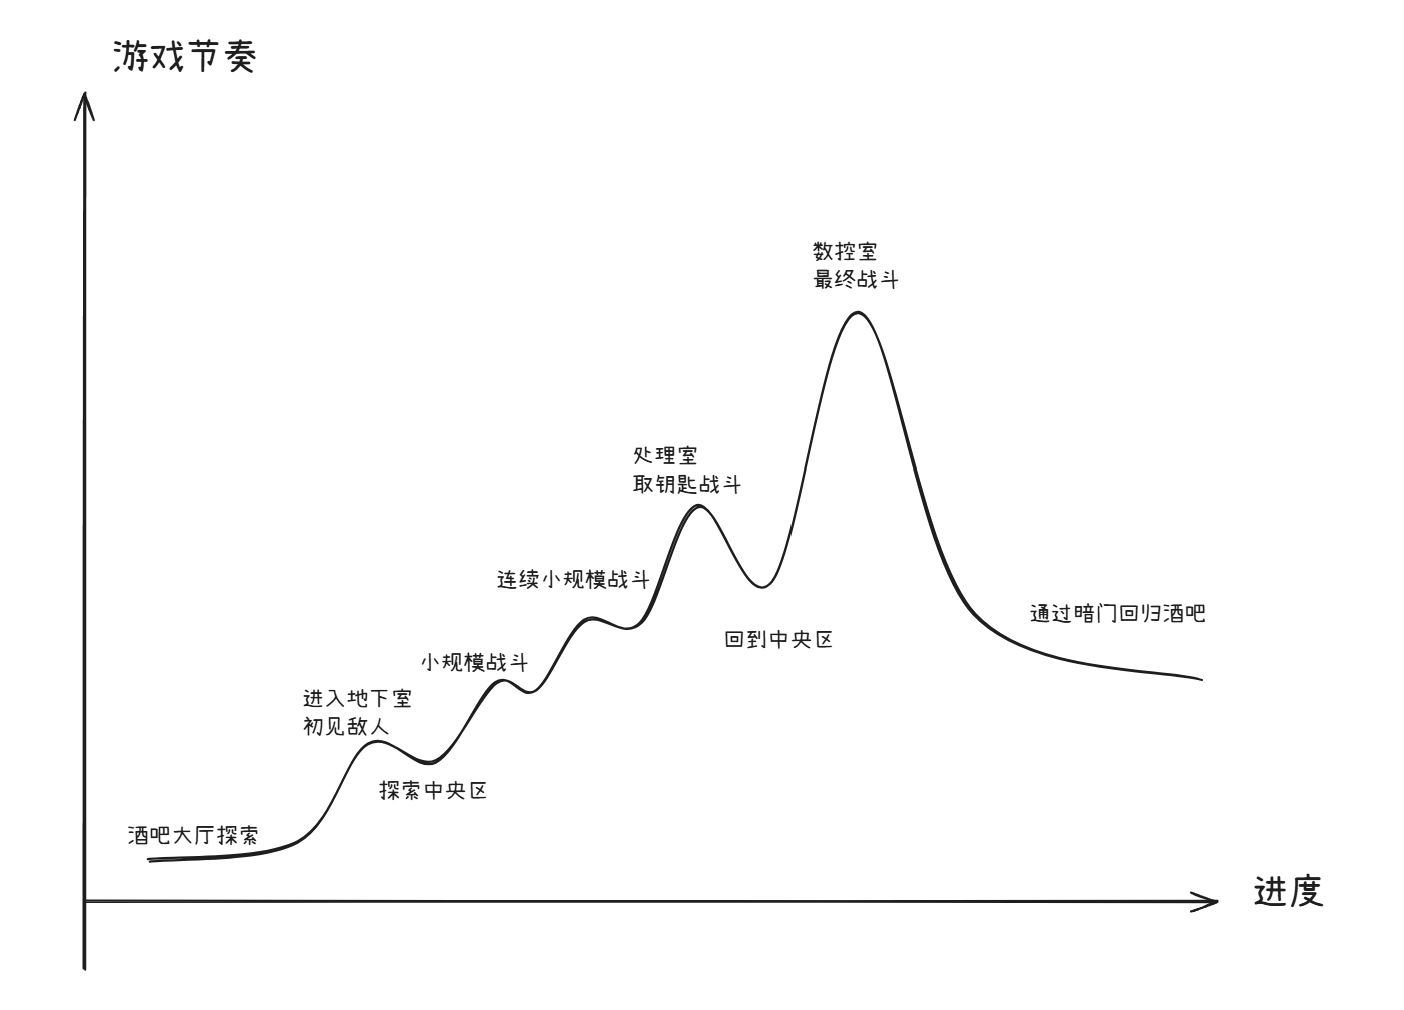 游戏节奏
数控室
最终战斗
处理室
取钥匙战斗
连续小规模战斗
通过暗门回归酒吧
回到中央区
小规模战斗
进入地下室
初见敌人
探索中央区
酒吧大厅探索
进度